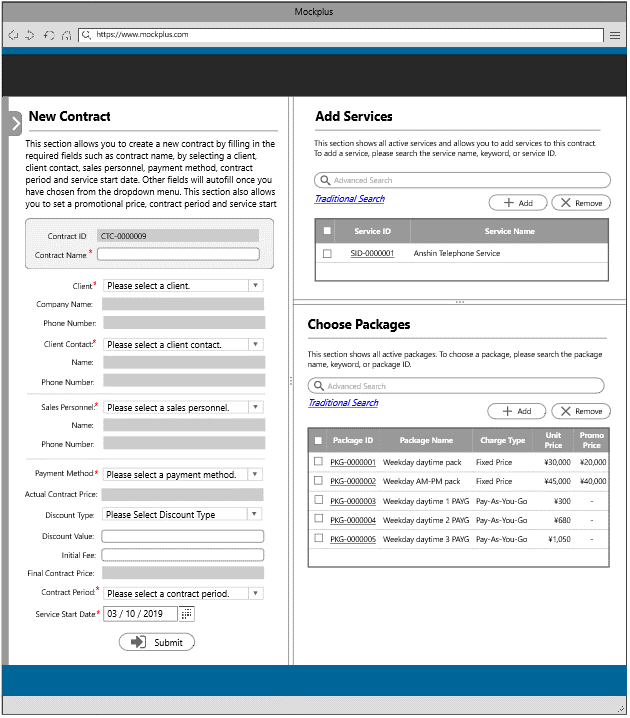 Mockplus
https://www.mockplus.com
New Contract
This section allows you to create a new contract by filling in the
required fields such as contract name, by selecting a client,
client contact, sales personnel, payment method, contract
period and service start date. Other fields will autofill once you
have chosen from the dropdown menu. This section also allows
you to set a promotional price, contract period and service start
Contract ID: CTC-0000009
Contract Name:*
Client:* Please select a client.
Company Name:
Phone Number:
Client Contact:* Please select a client contact.
Name:
Phone Number:
Sales Personnel:* Please select a sales personnel.
Name:
Phone Number:
Payment Method:* Please select a payment method.
Actual Contract Price:
Discount Type: Please Select Discount Type
Discount Value:
Initial Fee:
Final Contract Price:
Contract Period:* Please select a contract period.
Service Start Date:* 03 / 10 / 2019
Submit
Add Services
This section shows all active services and allows you to add services to this contract.
To add a service, please search the service name, keyword, or service ID.
Advanced Search
Traditional Search
Add Remove
Service ID Service Name
SID-0000001 Anshin Telephone Service
Choose Packages
This section shows all active packages. To choose a package, please search the package
name, keyword, or package ID.
Advanced Search
Traditional Search
Add Remove
Package ID Package Name Charge Type Unit Price Promo Price
PKG-0000001 Weekday daytime pack Fixed Price ¥30,000 ¥20,000
PKG-0000002 Weekday AM-PM pack Fixed Price ¥45,000 ¥40,000
PKG-0000003 Weekday daytime 1 PAYG Pay-As-You-Go ¥300 -
PKG-0000004 Weekday daytime 2 PAYG Pay-As-You-Go ¥680 -
PKG-0000005 Weekday daytime 3 PAYG Pay-As-You-Go ¥1,050 -